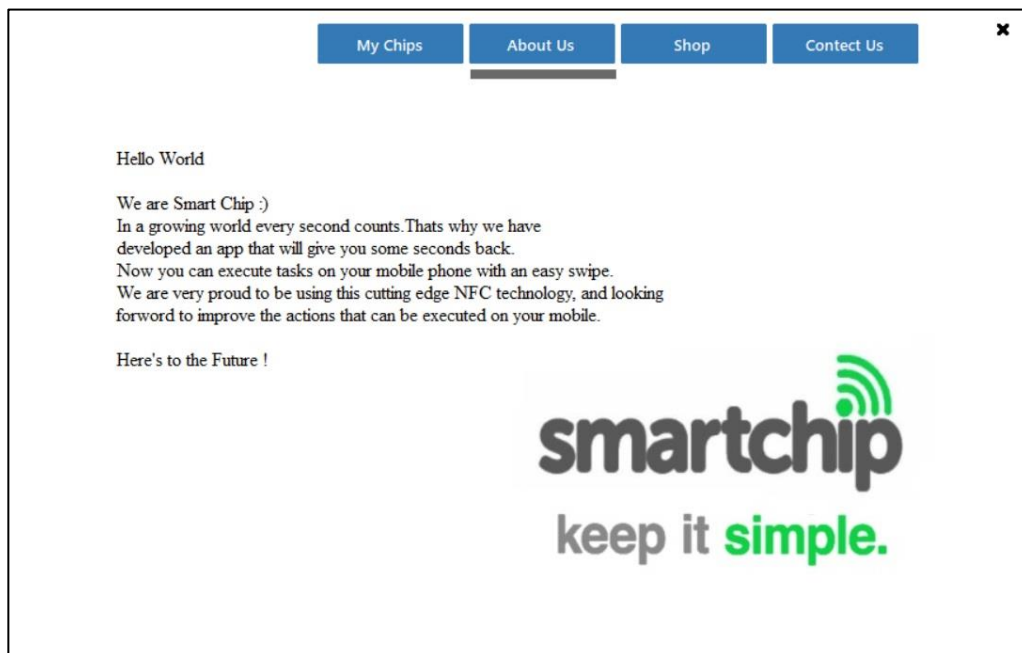 My Chips
About Us
Shop
Contect Us
Hello World
We are Smart Chip :)
In a growing world every second counts.Thats why we have
developed an app that will give you some seconds back.
Now you can execute tasks on your mobile phone with an easy swipe.
We are very proud to be using this cutting edge NFC technology, and looking
forword to improve the actions that can be executed on your mobile.
Here's to the Future !
smartchip
keep it simple.